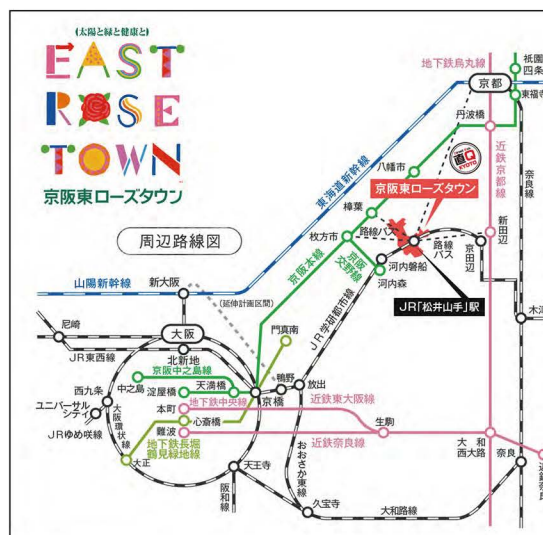 (太陽と緑と健康と)
EAST
ROSE
TOWN
京阪東ローズタウン
周辺路線図
地下鉄烏丸線
祇園
四条
京都
東福寺
丹波橋
直Q
KYOTO
近鉄京都線
奈良線
東海道新幹線
八幡市
京阪東ローズタウン
樟葉
路線バス
枚方市
路線
バス
新田辺
京田辺
京阪本線
京阪
交野線
河内磐船
河内森
JR「松井山手」駅
山陽新幹線
新大阪
(延伸計画区間)
JR学研都市線
木津
尼崎
大阪
門真南
JR東西線
北新地
京阪中之島線
中之島
天満橋
鴫野
放出
京橋
淀屋橋
西九条
地下鉄中央線
近鉄東大阪線
本町
ユニバーサル
シティ
大阪環状線
心斎橋
生駒
JRゆめ咲線
難波
近鉄奈良線
地下鉄長堀
鶴見緑地線
大和
西大路
奈良
近鉄奈良
大正
おおさか東線
天王寺
阪和線
久宝寺
大和路線